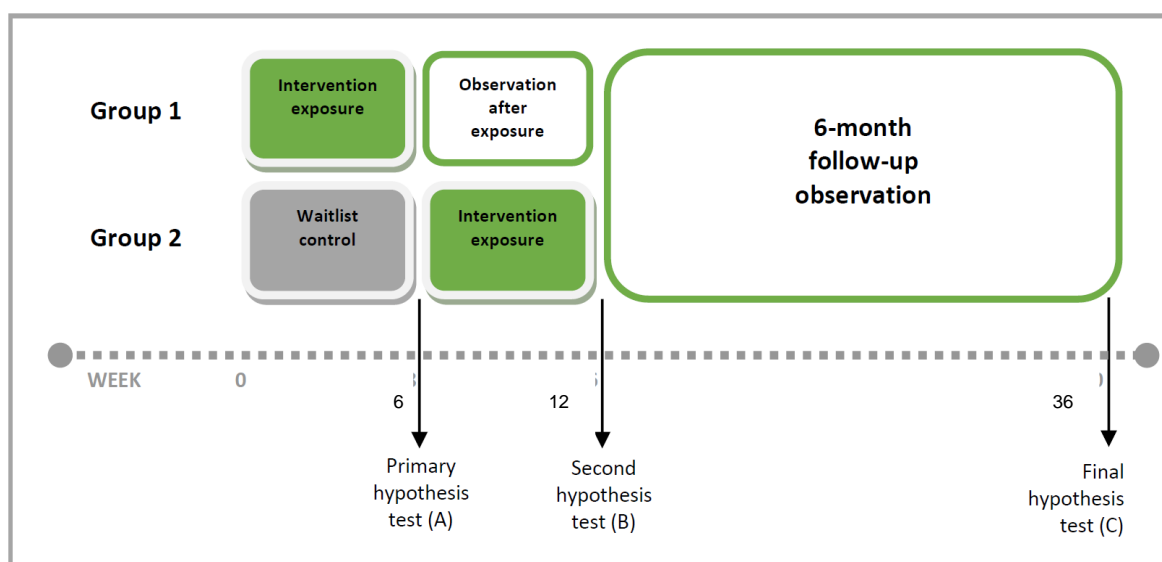 Group 1
Intervention
exposure
Observation
after
exposure
6-month
follow-up
observation
Group 2
Waitlist
control
Intervention
exposure
WEEK
0
6
12
36
Primary
hypothesis
test (A)
Second
hypothesis
test (B)
Final
hypothesis
test (C)